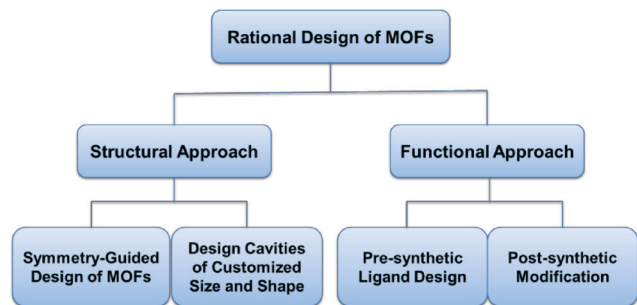 Rational Design of MOFs
Structural Approach
Functional Approach
Symmetry-Guided
Design of MOFs
Design Cavities
of Customized
Size and Shape
Pre-synthetic
Ligand Design
Post-synthetic
Modification